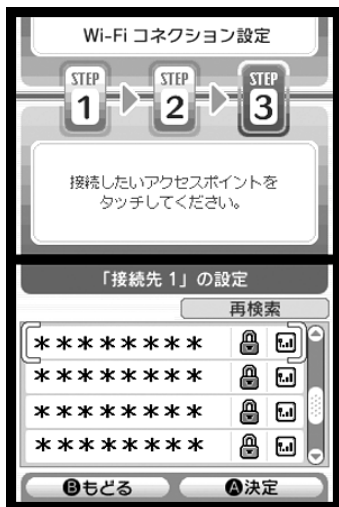 Wi-Fi コネクション設定
STEP 1
STEP 2
STEP 3
接続したいアクセスポイントを
タッチしてください。
「接続先 1」の設定
再検索
********
********
********
********
Bもどる
A決定